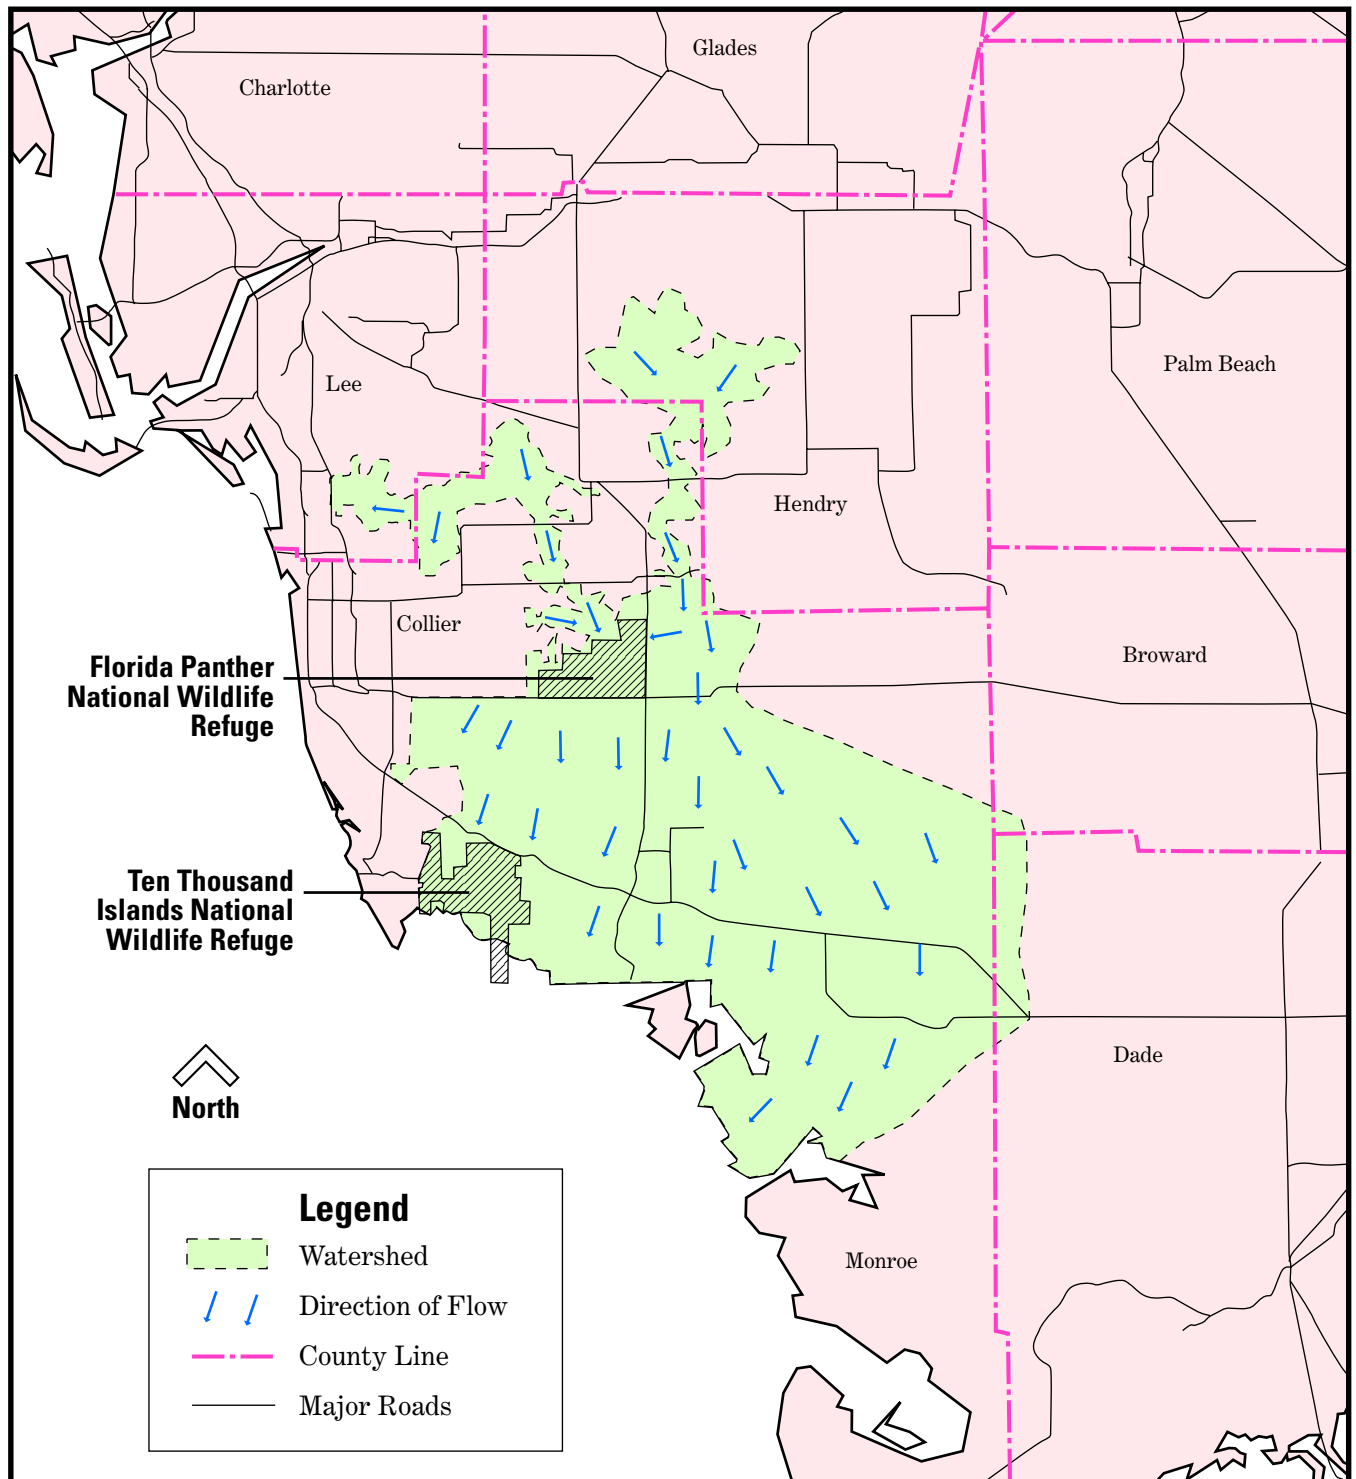 Glades
Charlotte
Palm Beach
Lee
Hendry
Collier
Broward
Florida Panther
National Wildlife
Refuge
Ten Thousand
Islands National
Wildlife Refuge
Dade
North
Monroe
Legend
Watershed
Direction of Flow
County Line
Major Roads